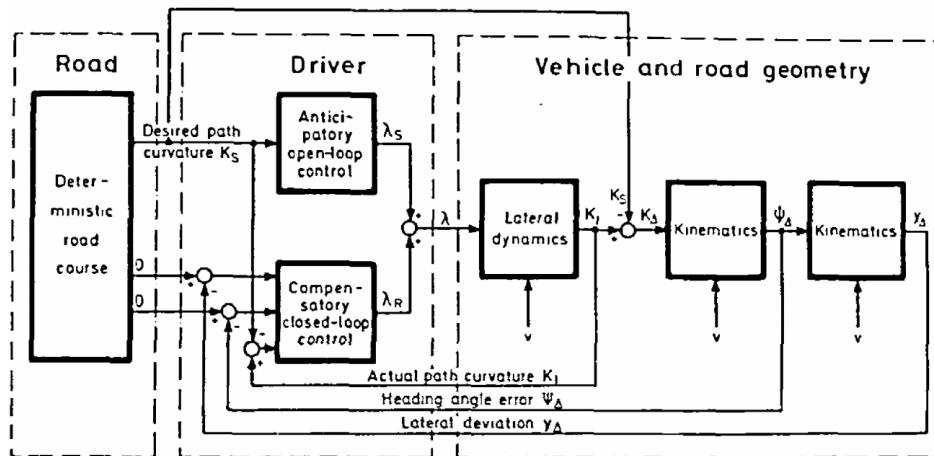 Road
Driver
Vehicle and road geometry
Desired path
curvature K_S
Deter-
ministic
road
course
0
0
Antici-
patory
open-loop
control
λ_S
Compen-
satory
closed-loop
control
λ_R
+
+
λ
+
-
+
-
-
+
Lateral
dynamics
v
K_I
K_S
-
+
K_Δ
Kinematics
v
Ψ_Δ
Kinematics
v
y_Δ
Actual path curvature K_I
Heading angle error Ψ_Δ
Lateral deviation y_Δ